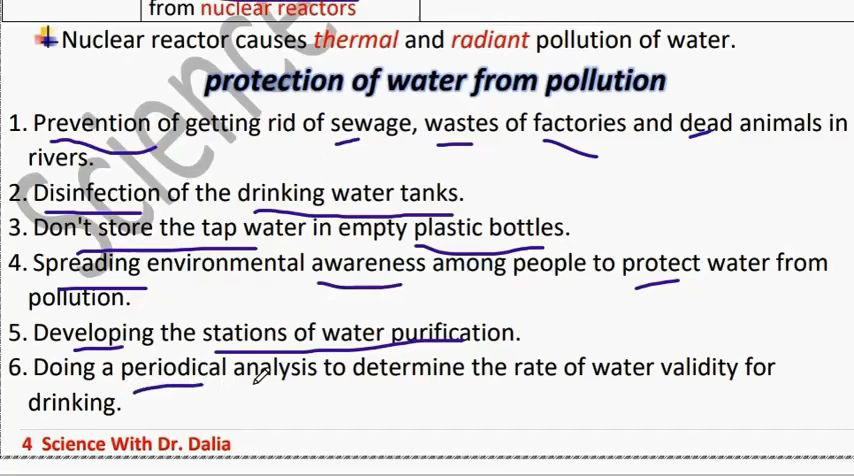 from nuclear reactors
Nuclear reactor causes thermal and radiant pollution of water.
protection of water from pollution
1. Prevention of getting rid of sewage, wastes of factories and dead animals in
rivers.
2. Disinfection of the drinking water tanks.
3. Don't store the tap water in empty plastic bottles.
4. Spreading environmental awareness among people to protect water from
pollution.
5. Developing the stations of water purification.
6. Doing a periodical analysis to determine the rate of water validity for
drinking.
4 Science With Dr. Dalia
Science